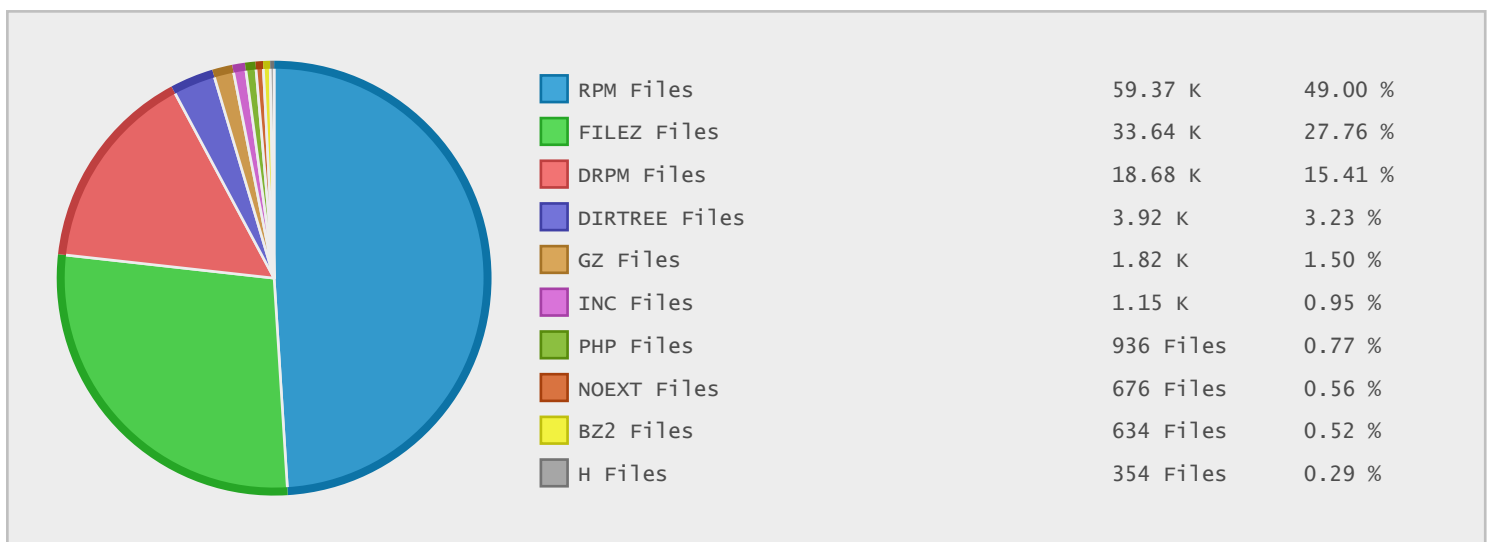 RPM Files 59.37 K 49.00 %
FILEZ Files 33.64 K 27.76 %
DRPM Files 18.68 K 15.41 %
DIRTREE Files 3.92 K 3.23 %
GZ Files 1.82 K 1.50 %
INC Files 1.15 K 0.95 %
PHP Files 936 Files 0.77 %
NOEXT Files 676 Files 0.56 %
BZ2 Files 634 Files 0.52 %
H Files 354 Files 0.29 %